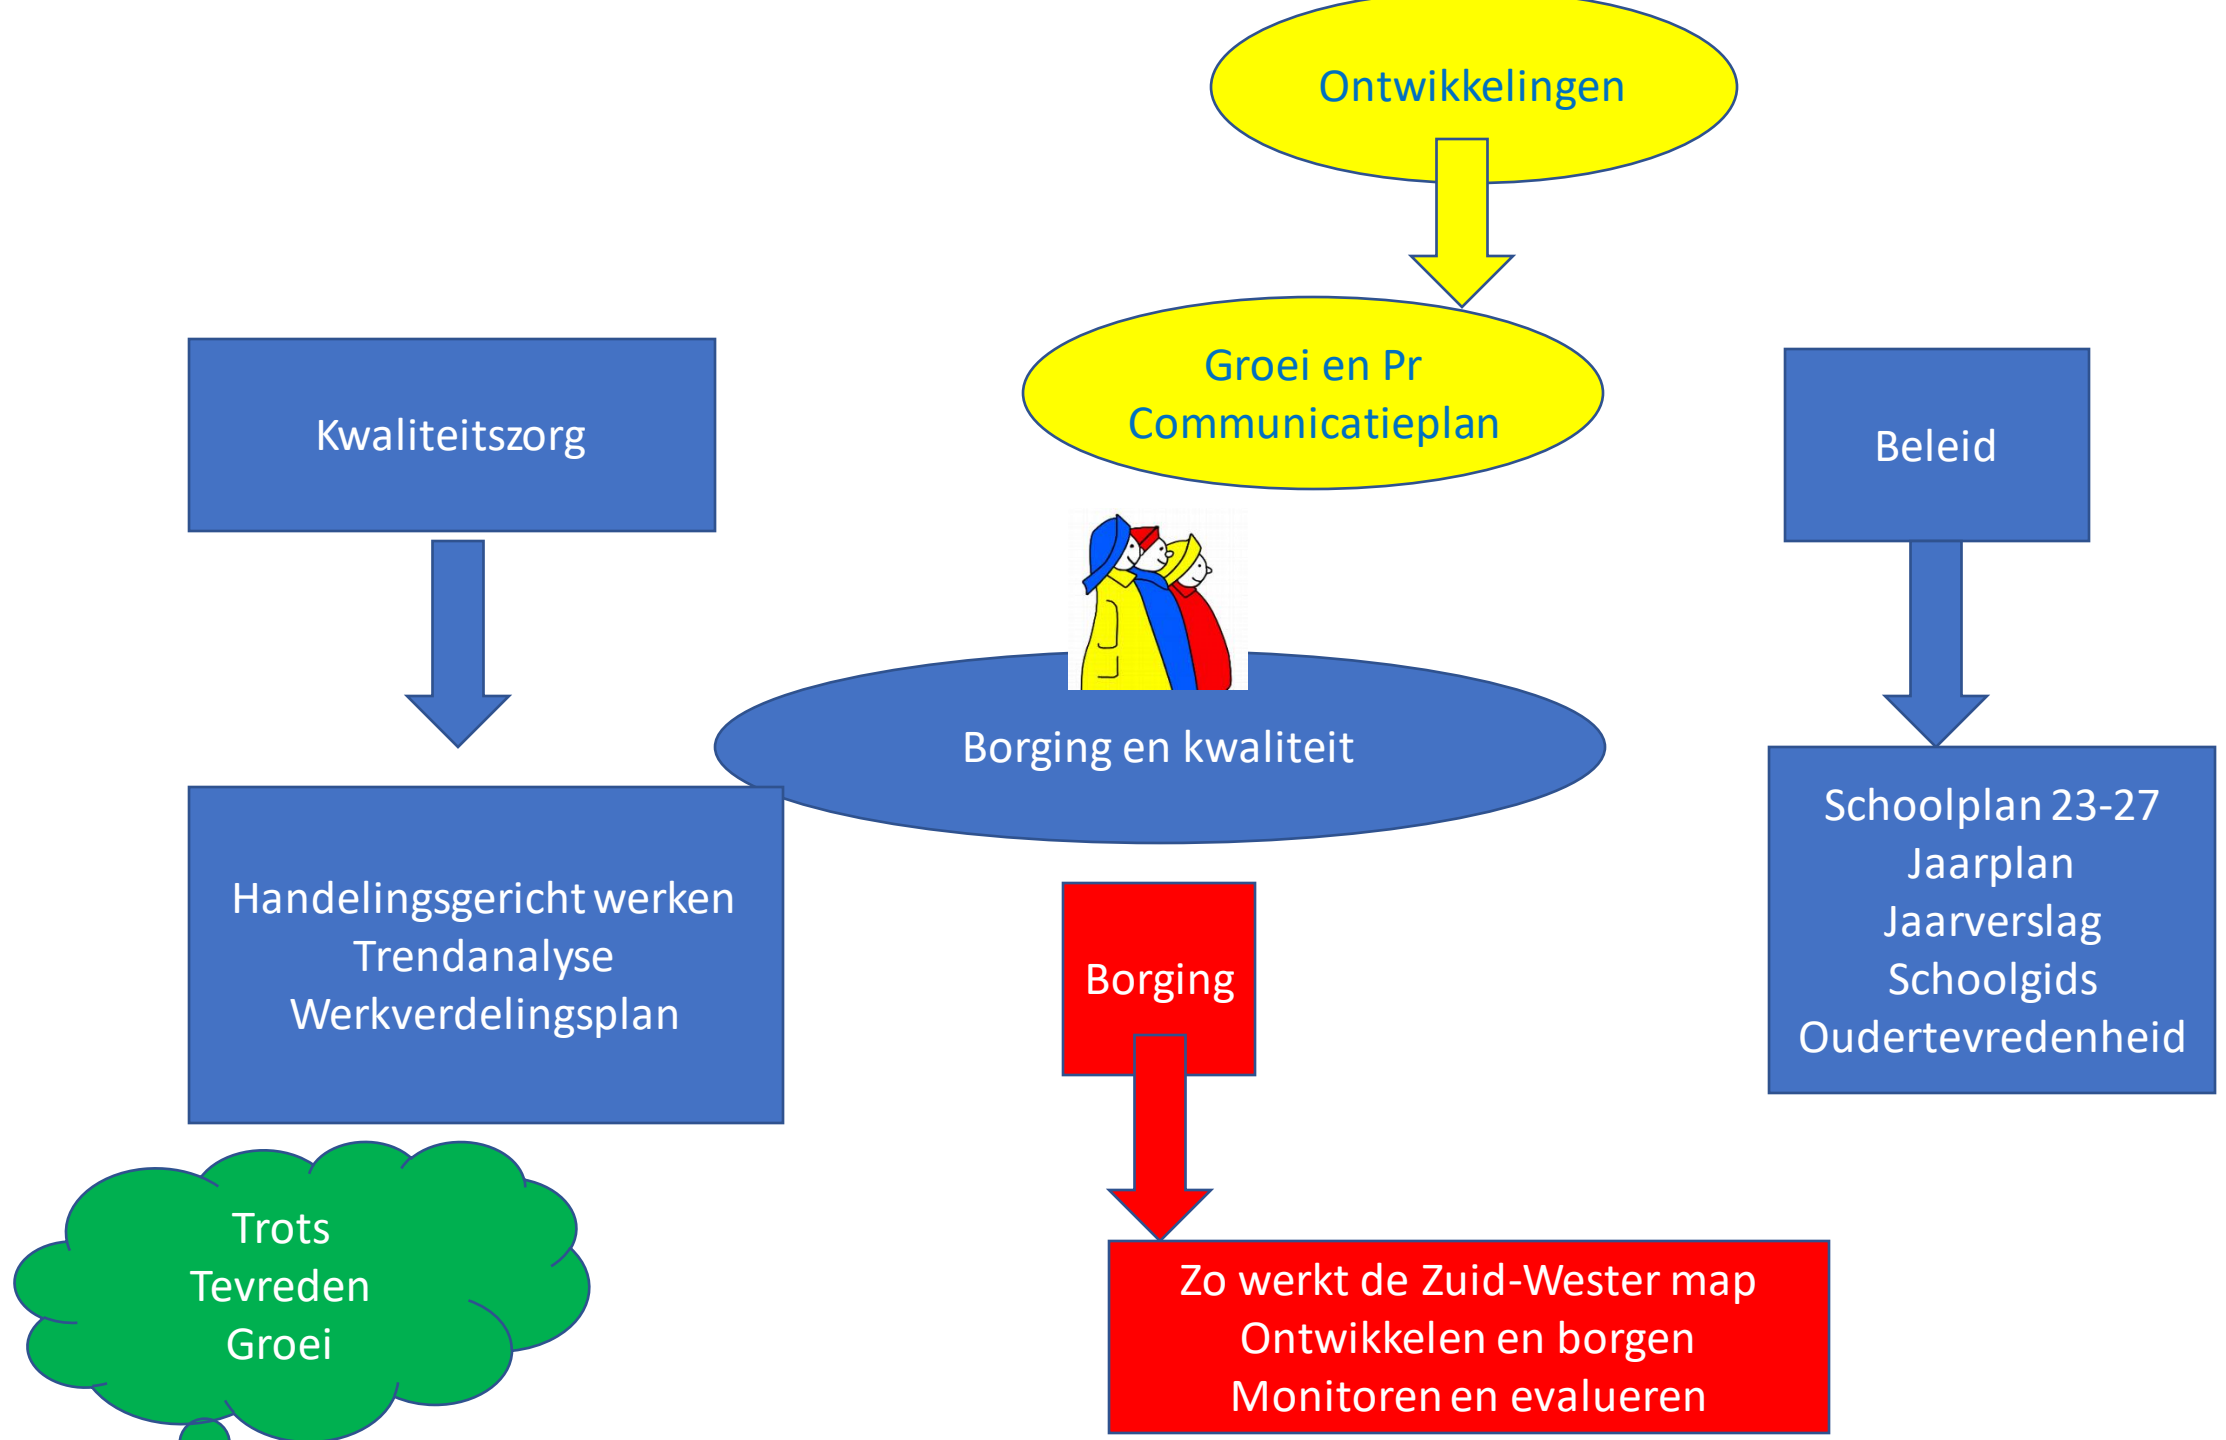 Ontwikkelingen
Groei en Pr
Communicatieplan
Kwaliteitszorg
Beleid
Borging en kwaliteit
Handelingsgericht werken
Trendanalyse
Werkverdelingsplan
Borging
Schoolplan 23-27
Jaarplan
Jaarverslag
Schoolgids
Oudertevredenheid
Trots
Tevreden
Groei
Zo werkt de Zuid-Wester map
Ontwikkelen en borgen
Monitoren en evalueren